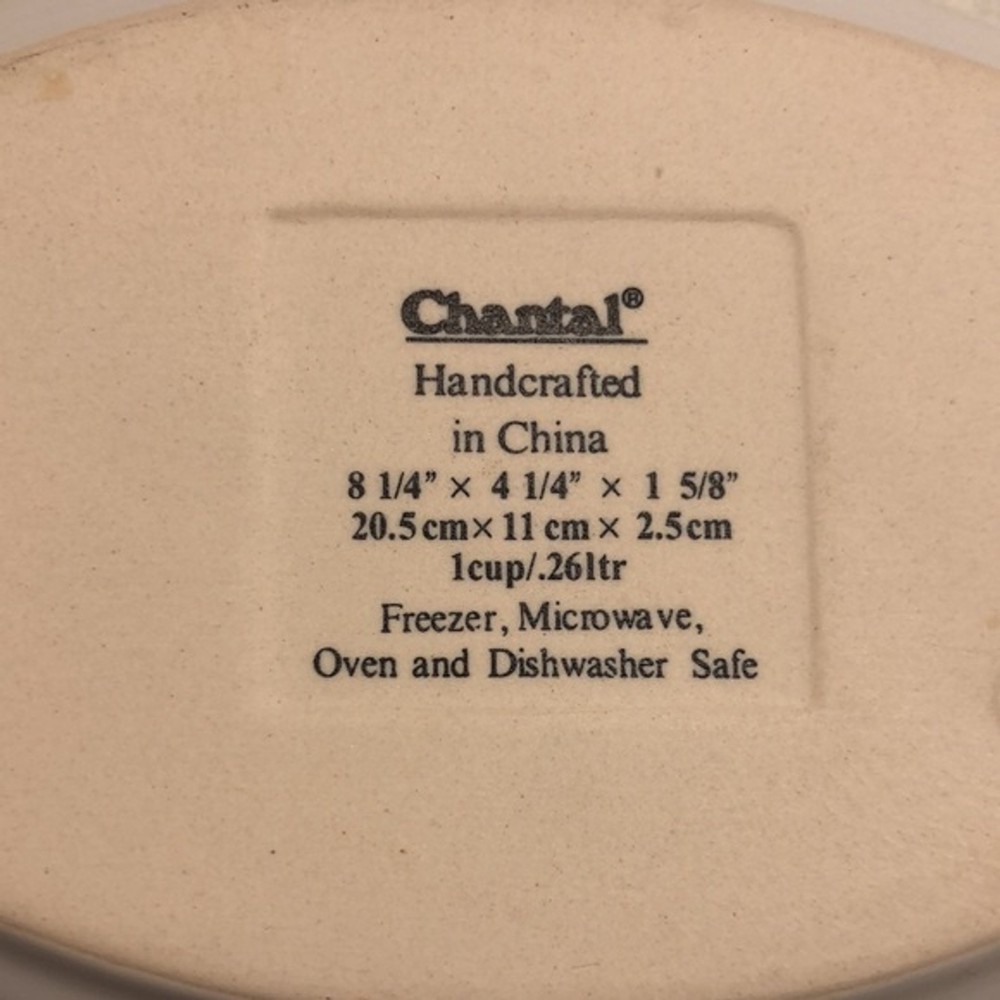 Chantal®
Handcrafted
in China
8 1/4” × 4 1/4” × 1 5/8”
20.5cm× 11 cm × 2.5cm
1cup/.26ltr
Freezer, Microwave,
Oven and Dishwasher Safe